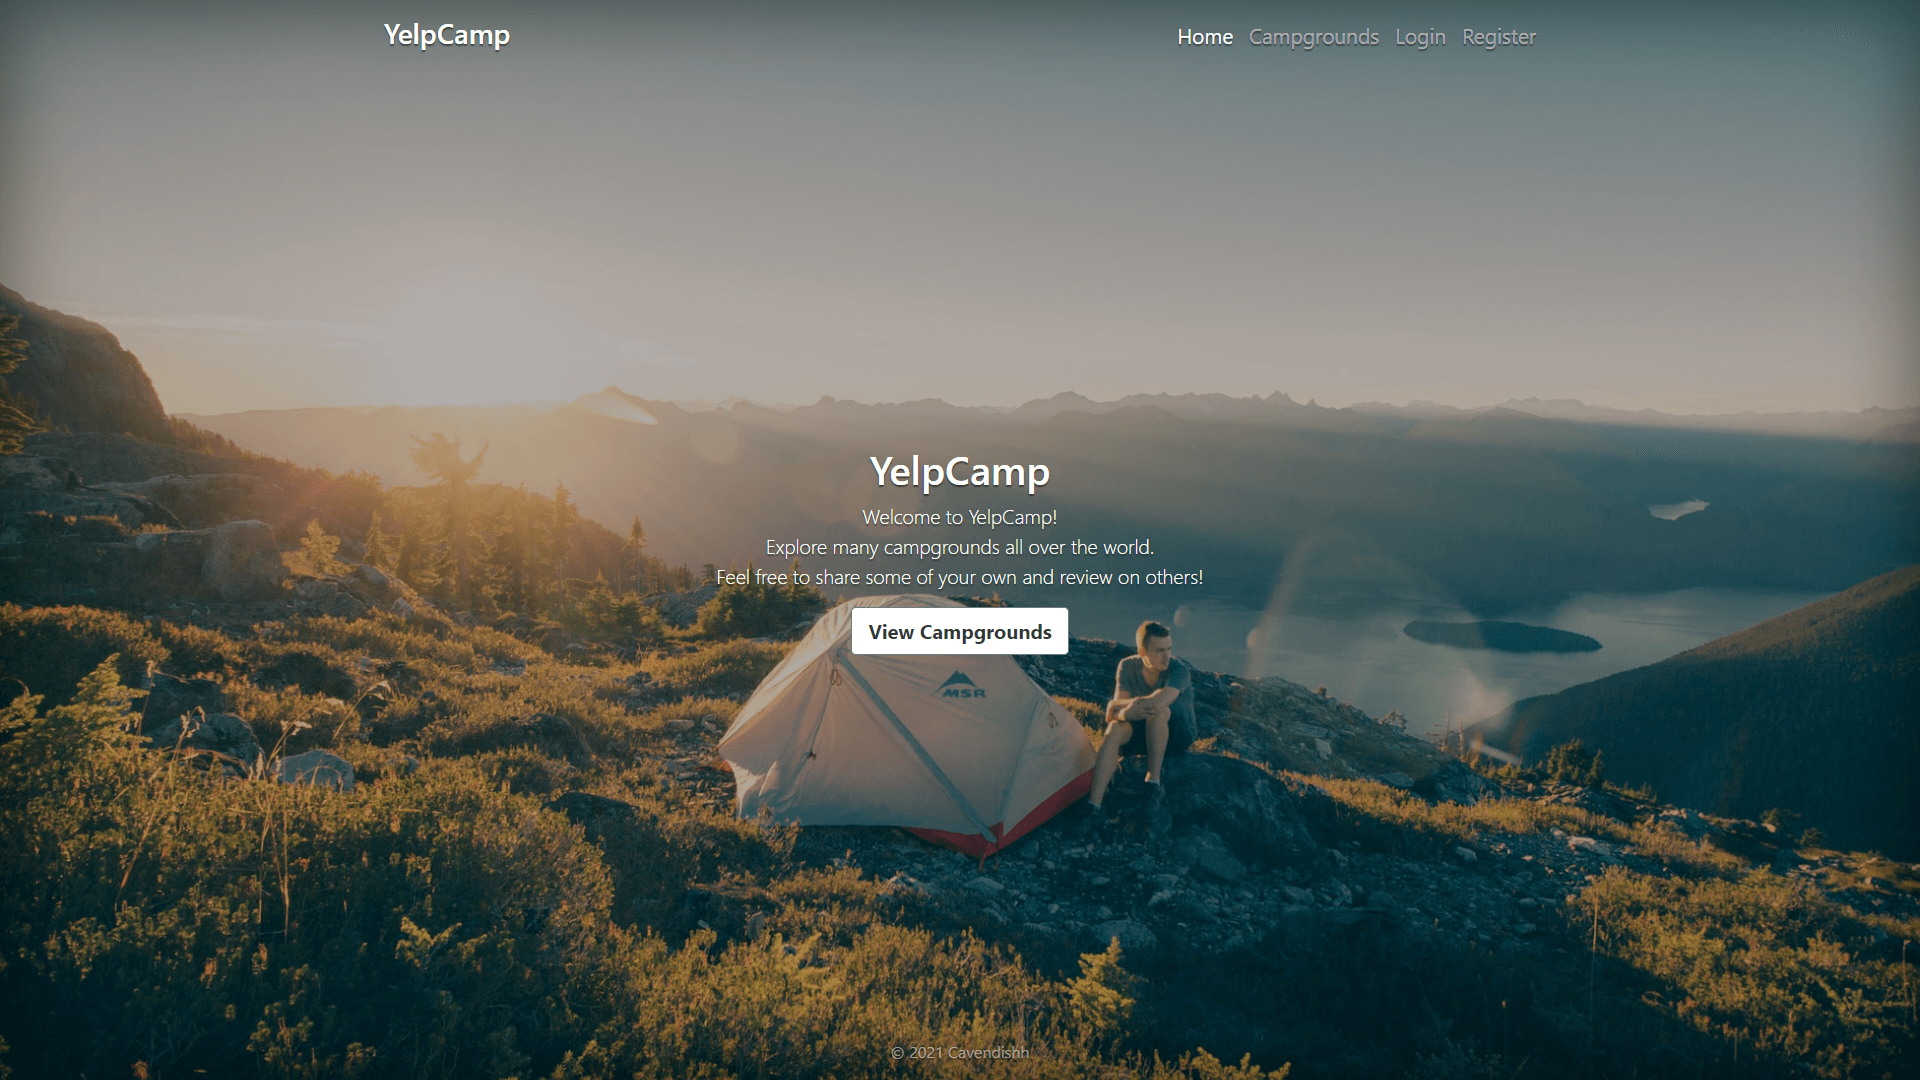 YelpCamp
Home Campgrounds Login Register
YelpCamp
Welcome to YelpCamp!
Explore many campgrounds all over the world.
Feel free to share some of your own and review on others!
View Campgrounds
MSR
© 2021 Cavendishh